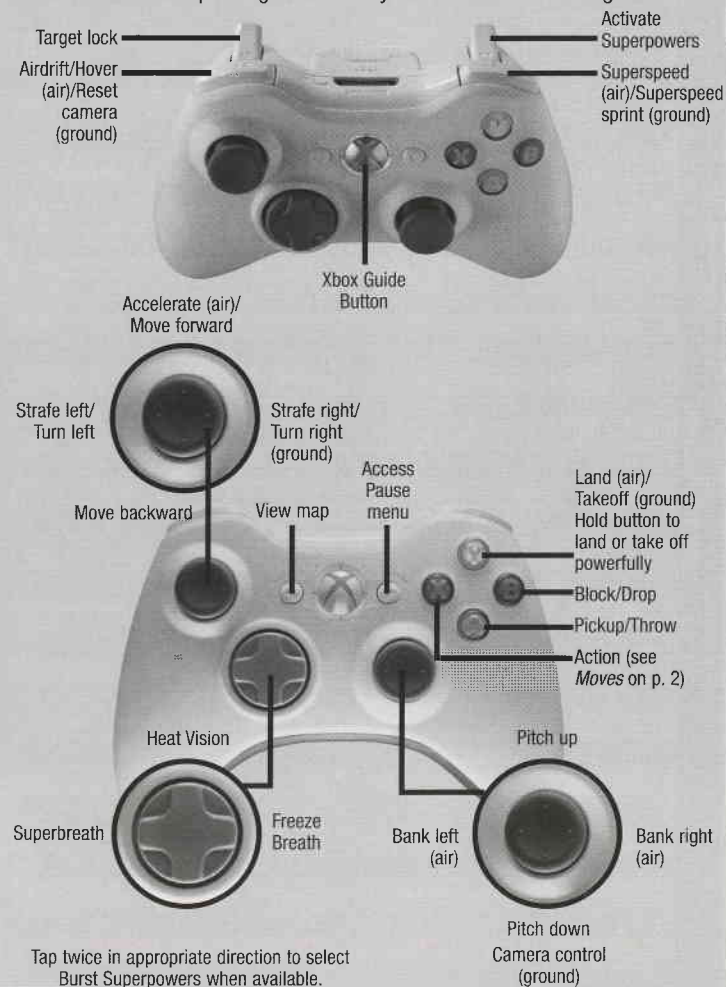 Activate
Superpowers
Target lock
Airdrift/Hover
(air)/Reset
camera
(ground)
Superspeed
(air)/Superspeed
sprint (ground)
Y
X
B
A
Xbox Guide
Button
Accelerate (air)/
Move forward
Strafe left/
Turn left
Strafe right/
Turn right
(ground)
Move backward
View map
Access
Pause
menu
Land (air)/
Takeoff (ground)
Hold button to
land or take off
powerfully
Block/Drop
Pickup/Throw
Action (see
Moves on p. 2)
Y
X
B
A
Heat Vision
Superbreath
Freeze
Breath
Pitch up
Bank left
(air)
Bank right
(air)
Pitch down
Camera control
(ground)
Tap twice in appropriate direction to select
Burst Superpowers when available.